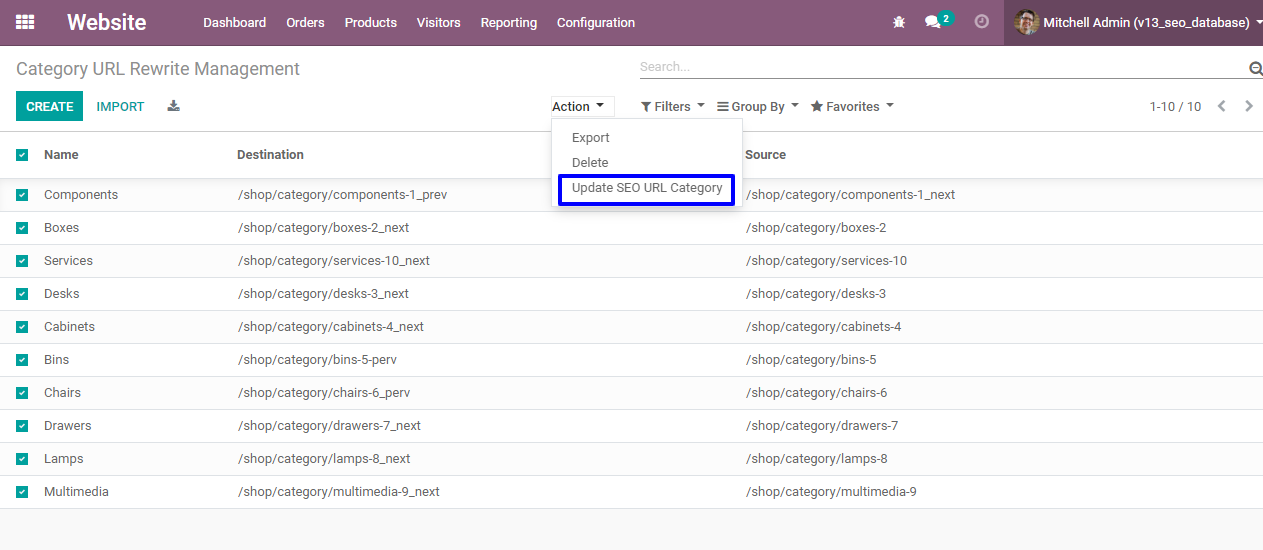 Website Dashboard Orders Products Visitors Reporting Configuration 2 Mitchell Admin (v13_seo_database)
Category URL Rewrite Management Search...
CREATE IMPORT Action Filters Group By Favorites 1-10 / 10
Export
Delete
Update SEO URL Category
Name Destination Source
Components /shop/category/components-1_prev /shop/category/components-1_next
Boxes /shop/category/boxes-2_next /shop/category/boxes-2
Services /shop/category/services-10_next /shop/category/services-10
Desks /shop/category/desks-3_next /shop/category/desks-3
Cabinets /shop/category/cabinets-4_next /shop/category/cabinets-4
Bins /shop/category/bins-5-perv /shop/category/bins-5
Chairs /shop/category/chairs-6_perv /shop/category/chairs-6
Drawers /shop/category/drawers-7_next /shop/category/drawers-7
Lamps /shop/category/lamps-8_next /shop/category/lamps-8
Multimedia /shop/category/multimedia-9_next /shop/category/multimedia-9